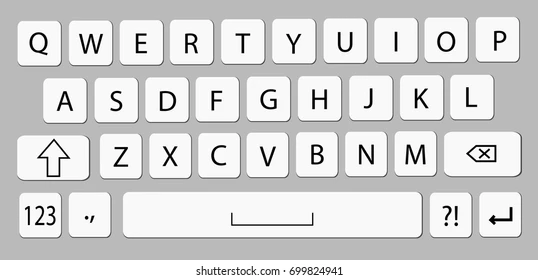 Q W E R T Y U I O P
A S D F G H J K L
Z X C V B N M
123 ., ?!
shutterstock.com · 699824941